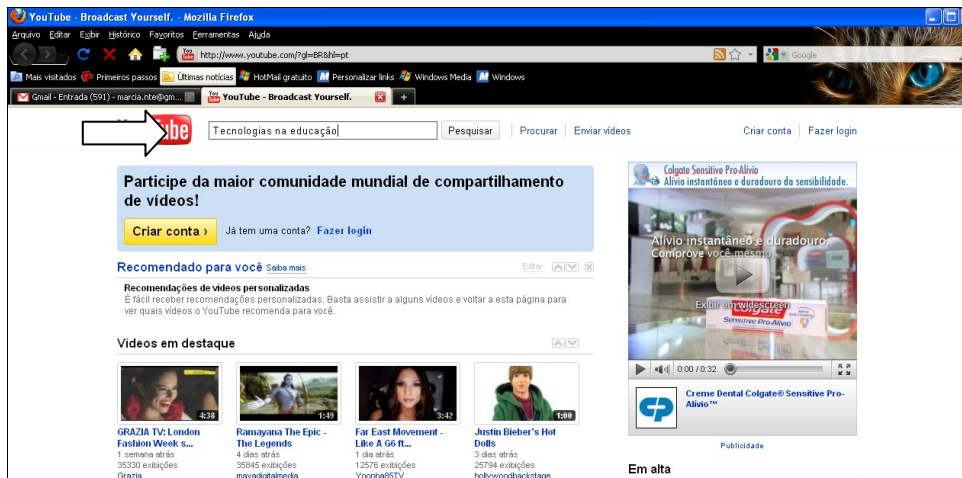 YouTube - Broadcast Yourself. - Mozilla Firefox
Arquivo Editar Exibir Histórico Favoritos Ferramentas Ajuda
You Tube http://www.youtube.com/?gl=BR&hl=pt Google
Mais visitados Primeiros passos Últimas notícias HotMail gratuito Personalizar links Windows Media Windows
Gmail - Entrada (591) - marcia.nte@gm... YouTube - Broadcast Yourself.
Tecnologias na educação Pesquisar Procurar Enviar vídeos Criar conta Fazer login
Participe da maior comunidade mundial de compartilhamento
de vídeos!
Criar conta › Já tem uma conta? Fazer login
Recomendado para você Saiba mais Editar
Recomendações de vídeos personalizadas
É fácil receber recomendações personalizadas. Basta assistir a alguns vídeos e voltar a esta página para
ver quais vídeos o YouTube recomenda para você.
Vídeos em destaque
4:38 1:49 3:42 1:00
GRAZIA TV: London
Fashion Week s...
1 semana atrás
35330 exibições
Grazia
Ramayana The Epic -
The Legends
4 dias atrás
35845 exibições
mayadigitalmedia
Far East Movement -
Like A G6 ft...
1 dia atrás
12576 exibições
Yoopha85TV
Justin Bieber's Hot
Dolls
3 dias atrás
25794 exibições
hollywoodbackstage
Colgate Sensitive Pro-Alívio
Alívio instantâneo e duradouro da sensibilidade.
Alívio instantâneo e duradouro.
Comprove você mesmo.
Exibir em widescreen
Colgate
Sensitive Pro-Alívio
0:00 / 0:32
Creme Dental Colgate® Sensitive Pro-
Alívio™
Publicidade
Em alta